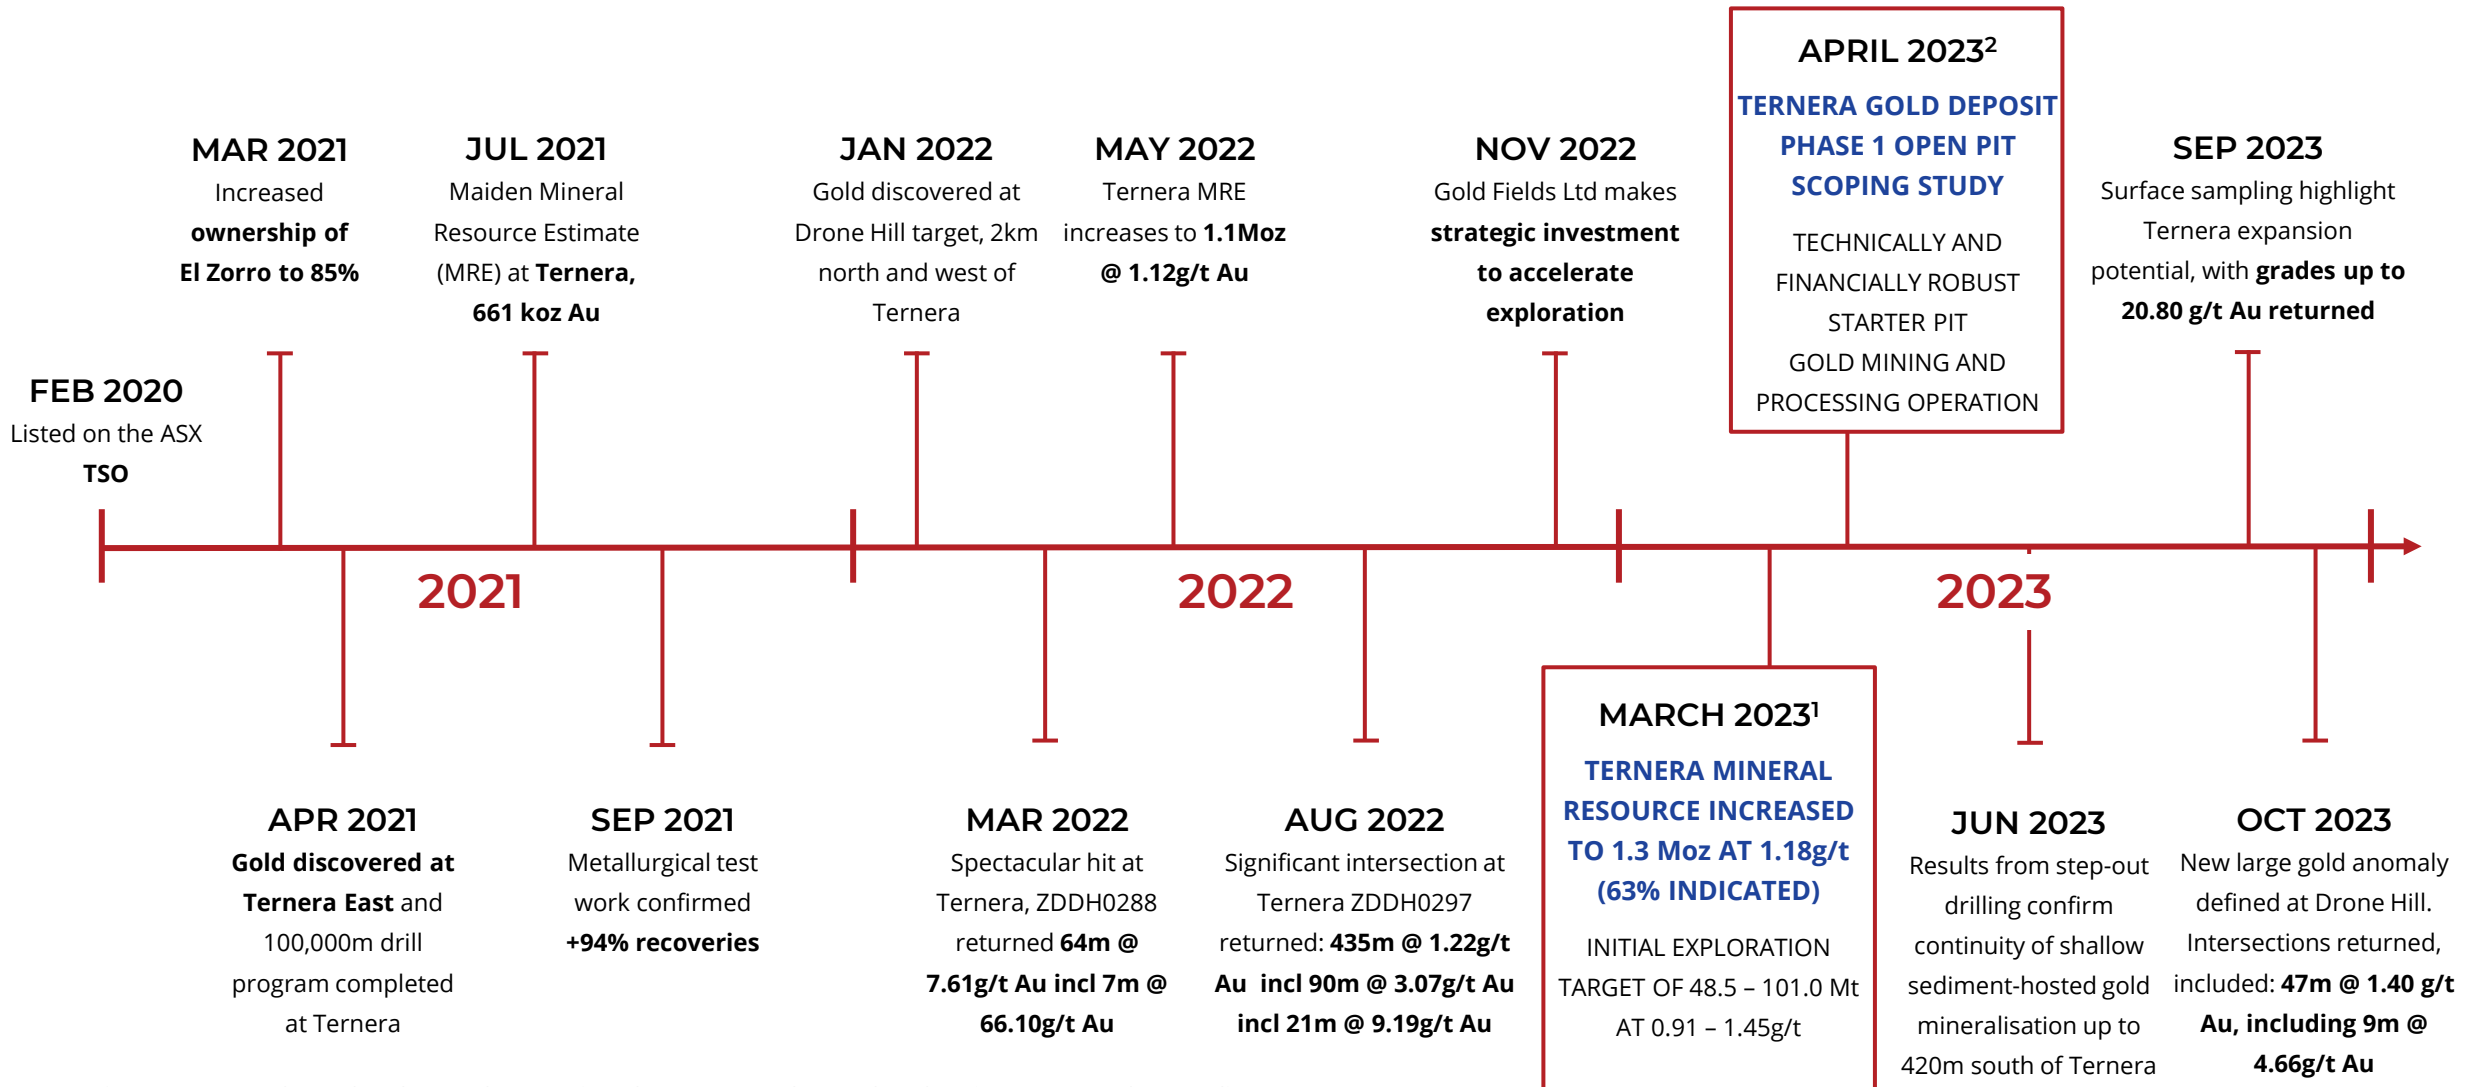 FEB 2020
Listed on the ASX
TSO
MAR 2021
Increased
ownership of
El Zorro to 85%
JUL 2021
Maiden Mineral
Resource Estimate
(MRE) at Ternera,
661 koz Au
JAN 2022
Gold discovered at
Drone Hill target, 2km
north and west of
Ternera
MAY 2022
Ternera MRE
increases to 1.1Moz
@ 1.12g/t Au
NOV 2022
Gold Fields Ltd makes
strategic investment
to accelerate
exploration
APRIL 2023²
TERNERA GOLD DEPOSIT
PHASE 1 OPEN PIT
SCOPING STUDY
TECHNICALLY AND
FINANCIALLY ROBUST
STARTER PIT
GOLD MINING AND
PROCESSING OPERATION
SEP 2023
Surface sampling highlight
Ternera expansion
potential, with grades up to
20.80 g/t Au returned
2021
2022
2023
APR 2021
Gold discovered at
Ternera East and
100,000m drill
program completed
at Ternera
SEP 2021
Metallurgical test
work confirmed
+94% recoveries
MAR 2022
Spectacular hit at
Ternera, ZDDH0288
returned 64m @
7.61g/t Au incl 7m @
66.10g/t Au
AUG 2022
Significant intersection at
Ternera ZDDH0297
returned: 435m @ 1.22g/t
Au incl 90m @ 3.07g/t Au
incl 21m @ 9.19g/t Au
MARCH 2023¹
TERNERA MINERAL
RESOURCE INCREASED
TO 1.3 Moz AT 1.18g/t
(63% INDICATED)
INITIAL EXPLORATION
TARGET OF 48.5 – 101.0 Mt
AT 0.91 – 1.45g/t
JUN 2023
Results from step-out
drilling confirm
continuity of shallow
sediment-hosted gold
mineralisation up to
420m south of Ternera
OCT 2023
New large gold anomaly
defined at Drone Hill.
Intersections returned,
included: 47m @ 1.40 g/t
Au, including 9m @
4.66g/t Au